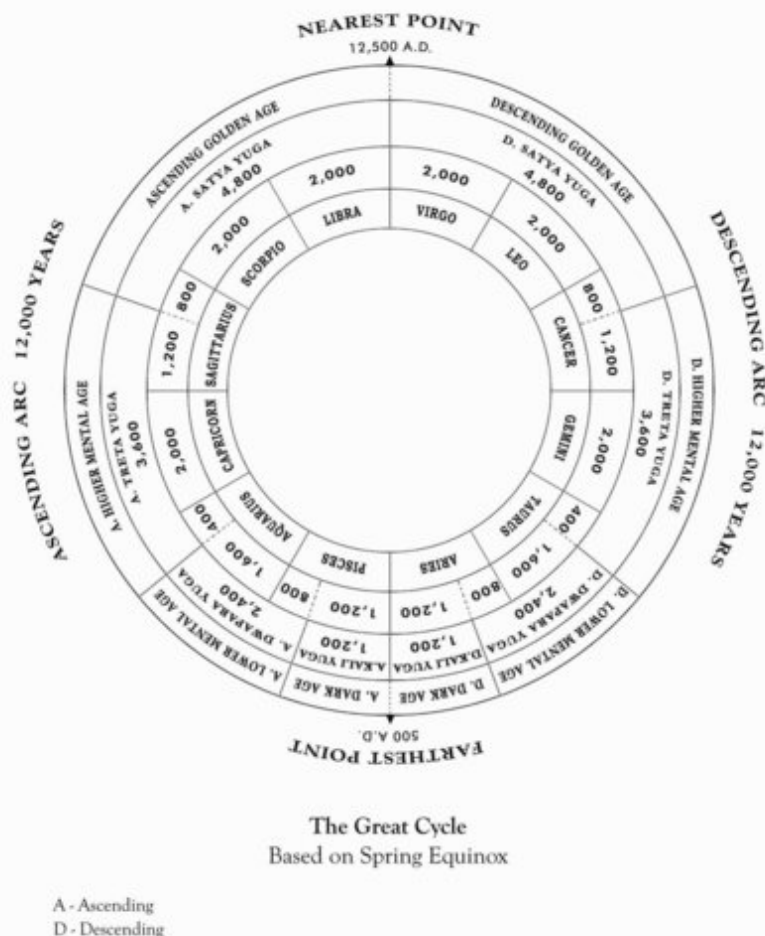 NEAREST POINT
12,500 A.D.
ASCENDING ARC 12,000 YEARS
DESCENDING ARC 12,000 YEARS
ASCENDING GOLDEN AGE
DESCENDING GOLDEN AGE
A. SATYA YUGA
4,800
D. SATYA YUGA
4,800
2,000
2,000
2,000
2,000
LIBRA
VIRGO
SCORPIO
LEO
800
800
1,200
1,200
SAGITTARIUS
CANCER
A. HIGHER MENTAL AGE
A. TRETA YUGA
3,600
D. HIGHER MENTAL AGE
D. TRETA YUGA
3,600
2,000
CAPRICORN
GEMINI
2,000
400
AQUARIUS
TAURUS
400
1,600
800
PISCES
ARIES
800
1,600
1,200
1,200
A. LOWER MENTAL AGE
A. DWAPARA YUGA
2,400
D. LOWER MENTAL AGE
D. DWAPARA YUGA
2,400
1,200
A.KALI YUGA
1,200
D.KALI YUGA
A. DARK AGE
D. DARK AGE
500 A.D.
FARTHEST POINT
The Great Cycle
Based on Spring Equinox
A - Ascending
D - Descending